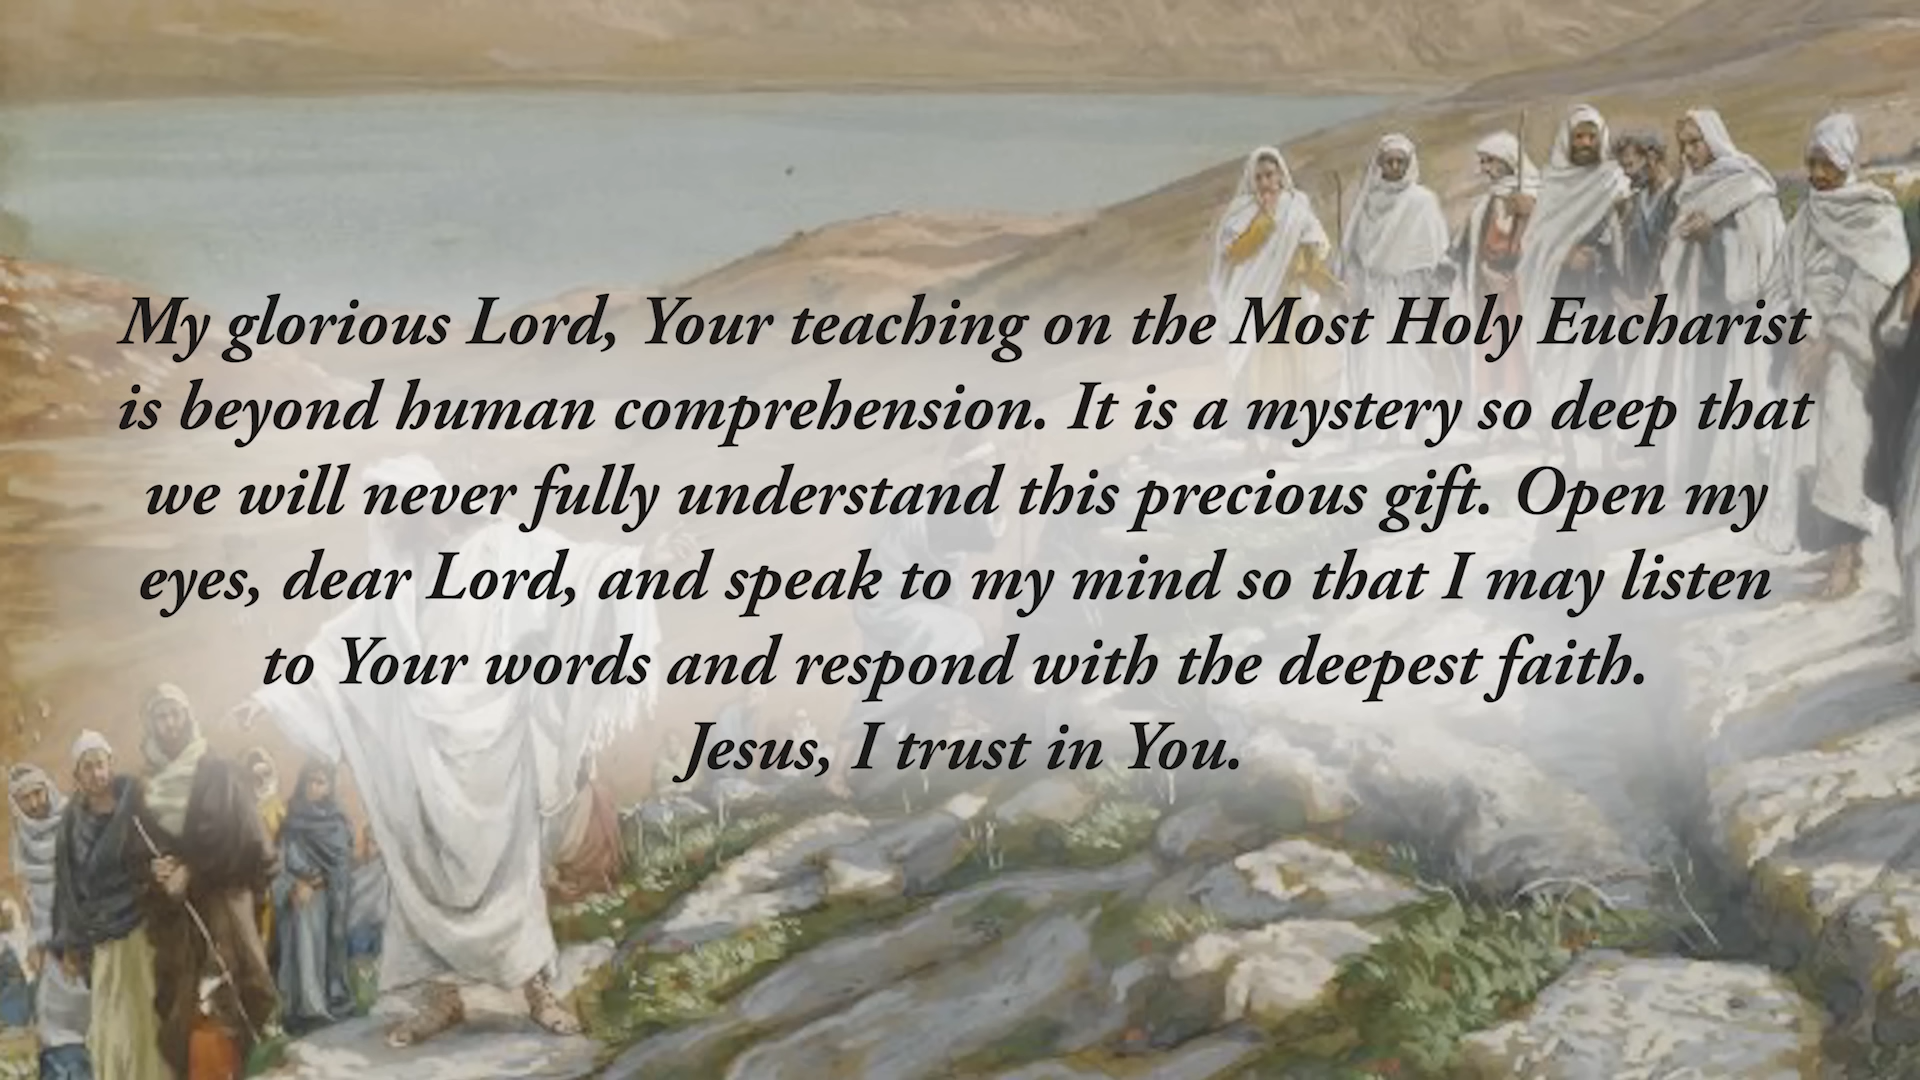 My glorious Lord, Your teaching on the Most Holy Eucharist
is beyond human comprehension. It is a mystery so deep that
we will never fully understand this precious gift. Open my
eyes, dear Lord, and speak to my mind so that I may listen
to Your words and respond with the deepest faith.
Jesus, I trust in You.